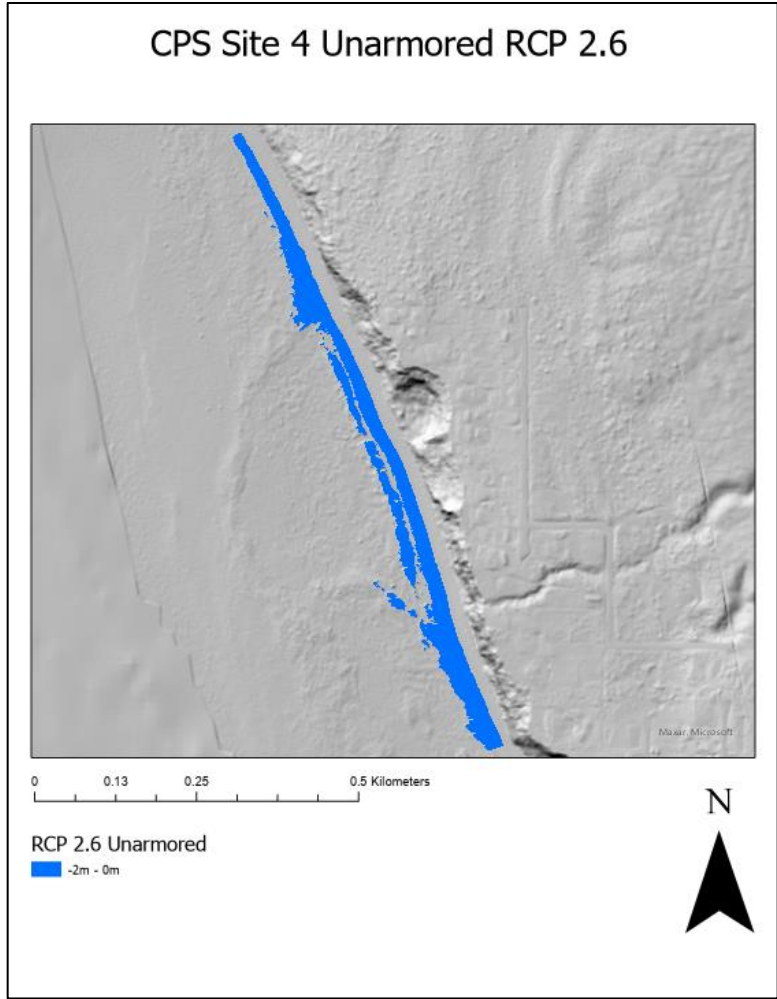 CPS Site 4 Unarmored RCP 2.6
Maxar, Microsoft
0 0.13 0.25 0.5 Kilometers
N
RCP 2.6 Unarmored
-2m - 0m